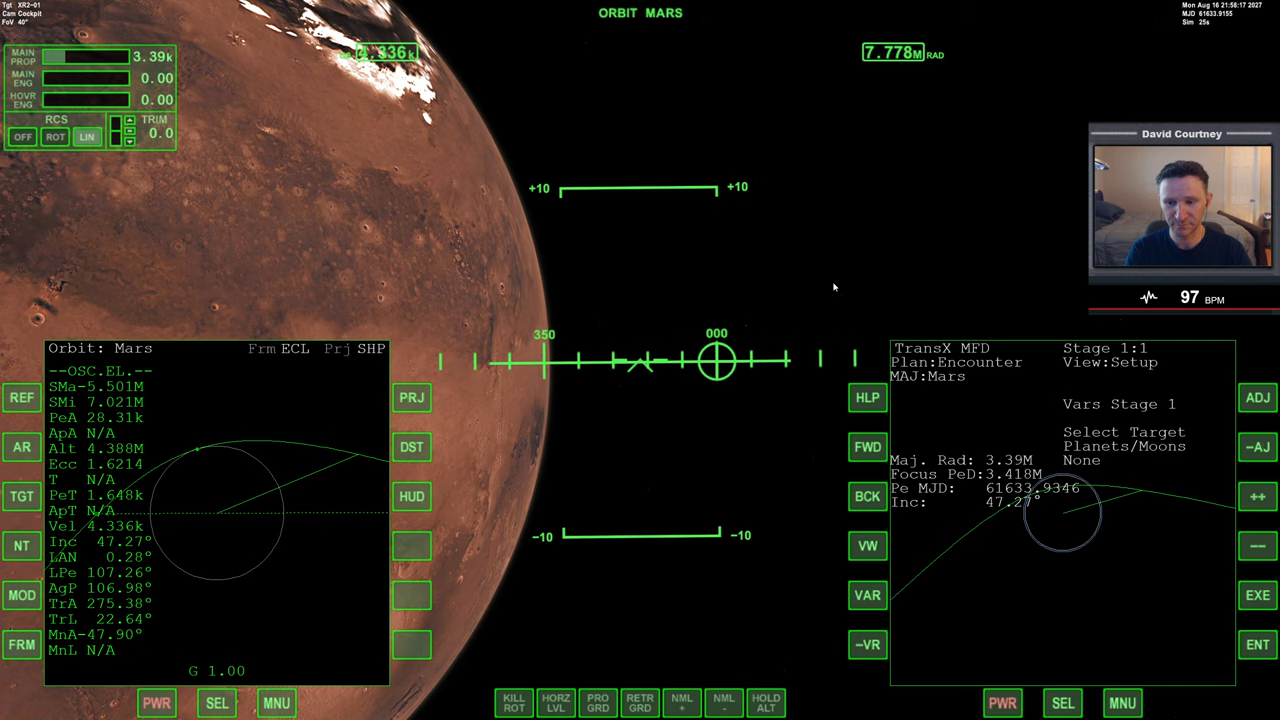 Tgt XR2-01
Cam Cockpit
FoV 40°
ORBIT MARS
Mon Aug 16 21:58:17 2027
MJD 61633.9155
Sim 25s
MAIN PROP 3.39k
MAIN ENG 0.00
HOVR ENG 0.00
RCS
TRIM
OFF ROT LIN
0.0
4.336k
7.778M RAD
David Courtney
97 BPM
+10 +10
350 000
-10 -10
Orbit: Mars Frm ECL Prj SHP
--OSC.EL.--
SMa-5.501M
SMi 7.021M
PeA 28.31k
ApA N/A
Alt 4.388M
Ecc 1.6214
T N/A
PeT 1.648k
ApT N/A
Vel 4.336k
Inc 47.27°
LAN 0.28°
LPe 107.26°
AgP 106.98°
TrA 275.38°
TrL 22.64°
MnA-47.90°
MnL N/A
G 1.00
REF
AR
TGT
NT
MOD
FRM
PRJ
DST
HUD
PWR SEL MNU
KILL ROT
HORZ LVL
PRO GRD
RETR GRD
NML +
NML -
HOLD ALT
TransX MFD Stage 1:1
Plan:Encounter View:Setup
MAJ:Mars
Vars Stage 1
Select Target
Planets/Moons
Maj. Rad: 3.39M None
Focus PeD:3.418M
Pe MJD: 61633.9346
Inc: 47.27°
HLP
FWD
BCK
VW
VAR
-VR
ADJ
-AJ
++
--
EXE
ENT
PWR SEL MNU